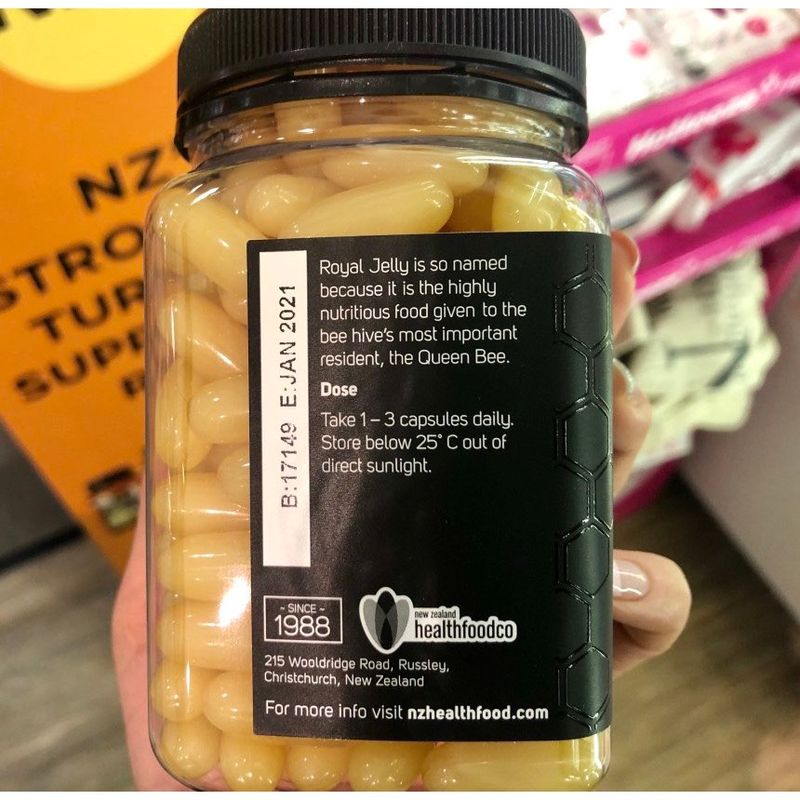 Royal Jelly is so named
because it is the highly
nutritious food given to the
bee hive's most important
resident, the Queen Bee.
Dose
Take 1 – 3 capsules daily.
Store below 25° C out of
direct sunlight.
B:17149 E:JAN 2021
~ SINCE ~
1988
new zealand
healthfoodco
215 Wooldridge Road, Russley,
Christchurch, New Zealand
For more info visit nzhealthfood.com
NZ